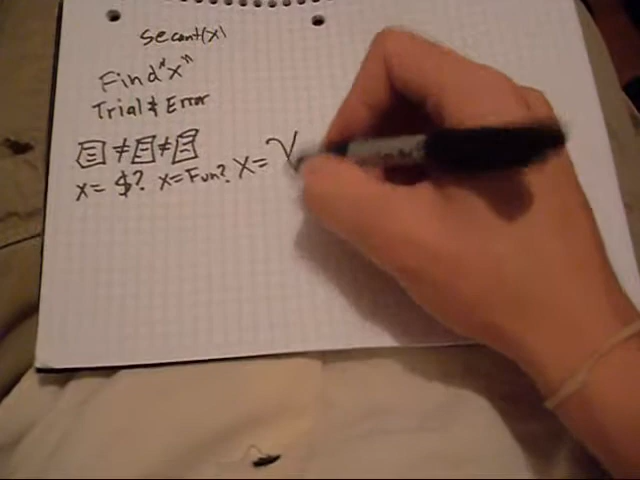 secant(x)
Find "x"
Trial & Error
≠ ≠
x = $? x = Fun? x =